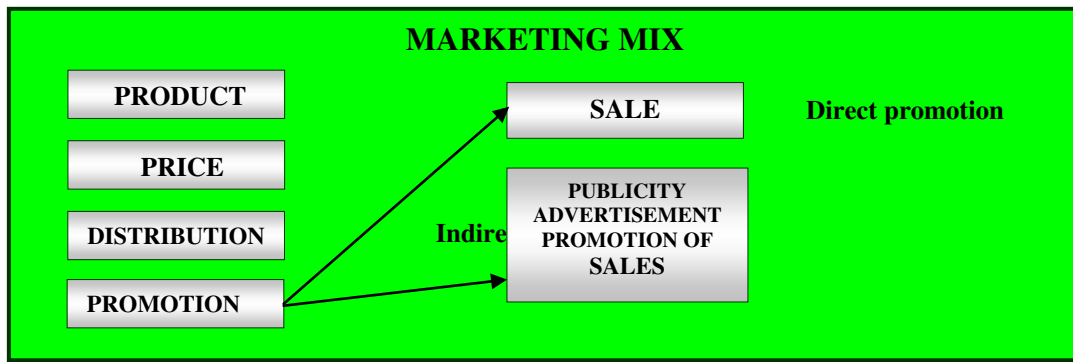 MARKETING MIX
PRODUCT
PRICE
DISTRIBUTION
PROMOTION
SALE
Direct promotion
Indire
PUBLICITY
ADVERTISEMENT
PROMOTION OF
SALES